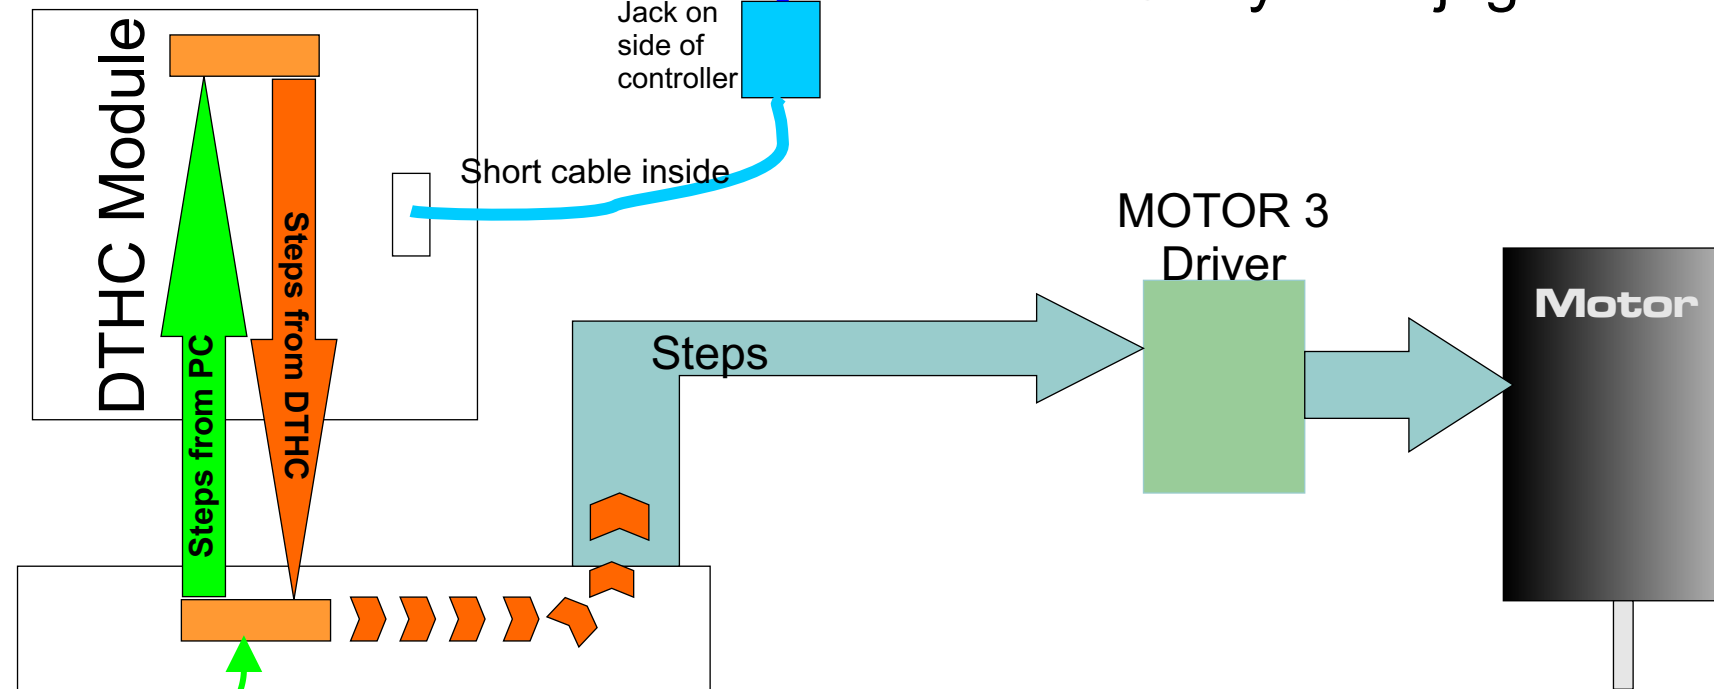 Jack on
side of
controller
DTHC Module
Short cable inside
Steps from PC
Steps from DTHC
Steps
MOTOR 3
Driver
Motor